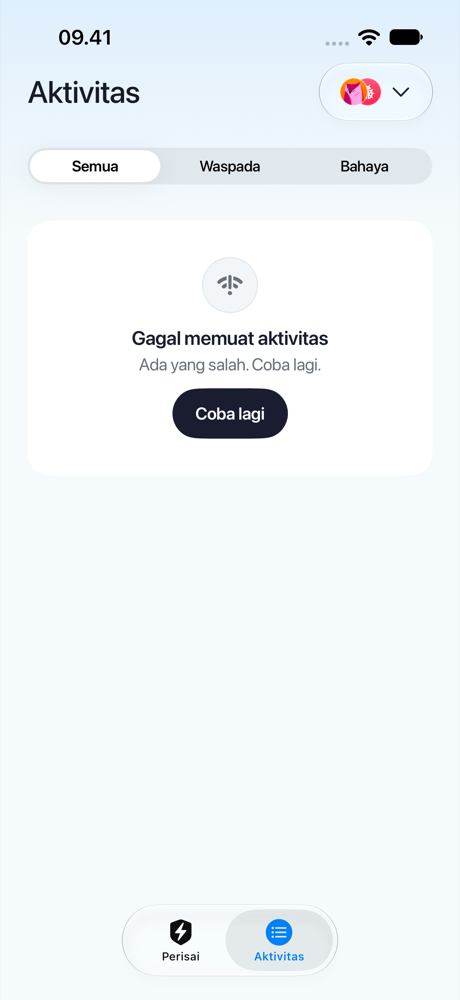 09.41
Aktivitas
Semua
Waspada
Bahaya
Gagal memuat aktivitas
Ada yang salah. Coba lagi.
Coba lagi
Perisai
Aktivitas